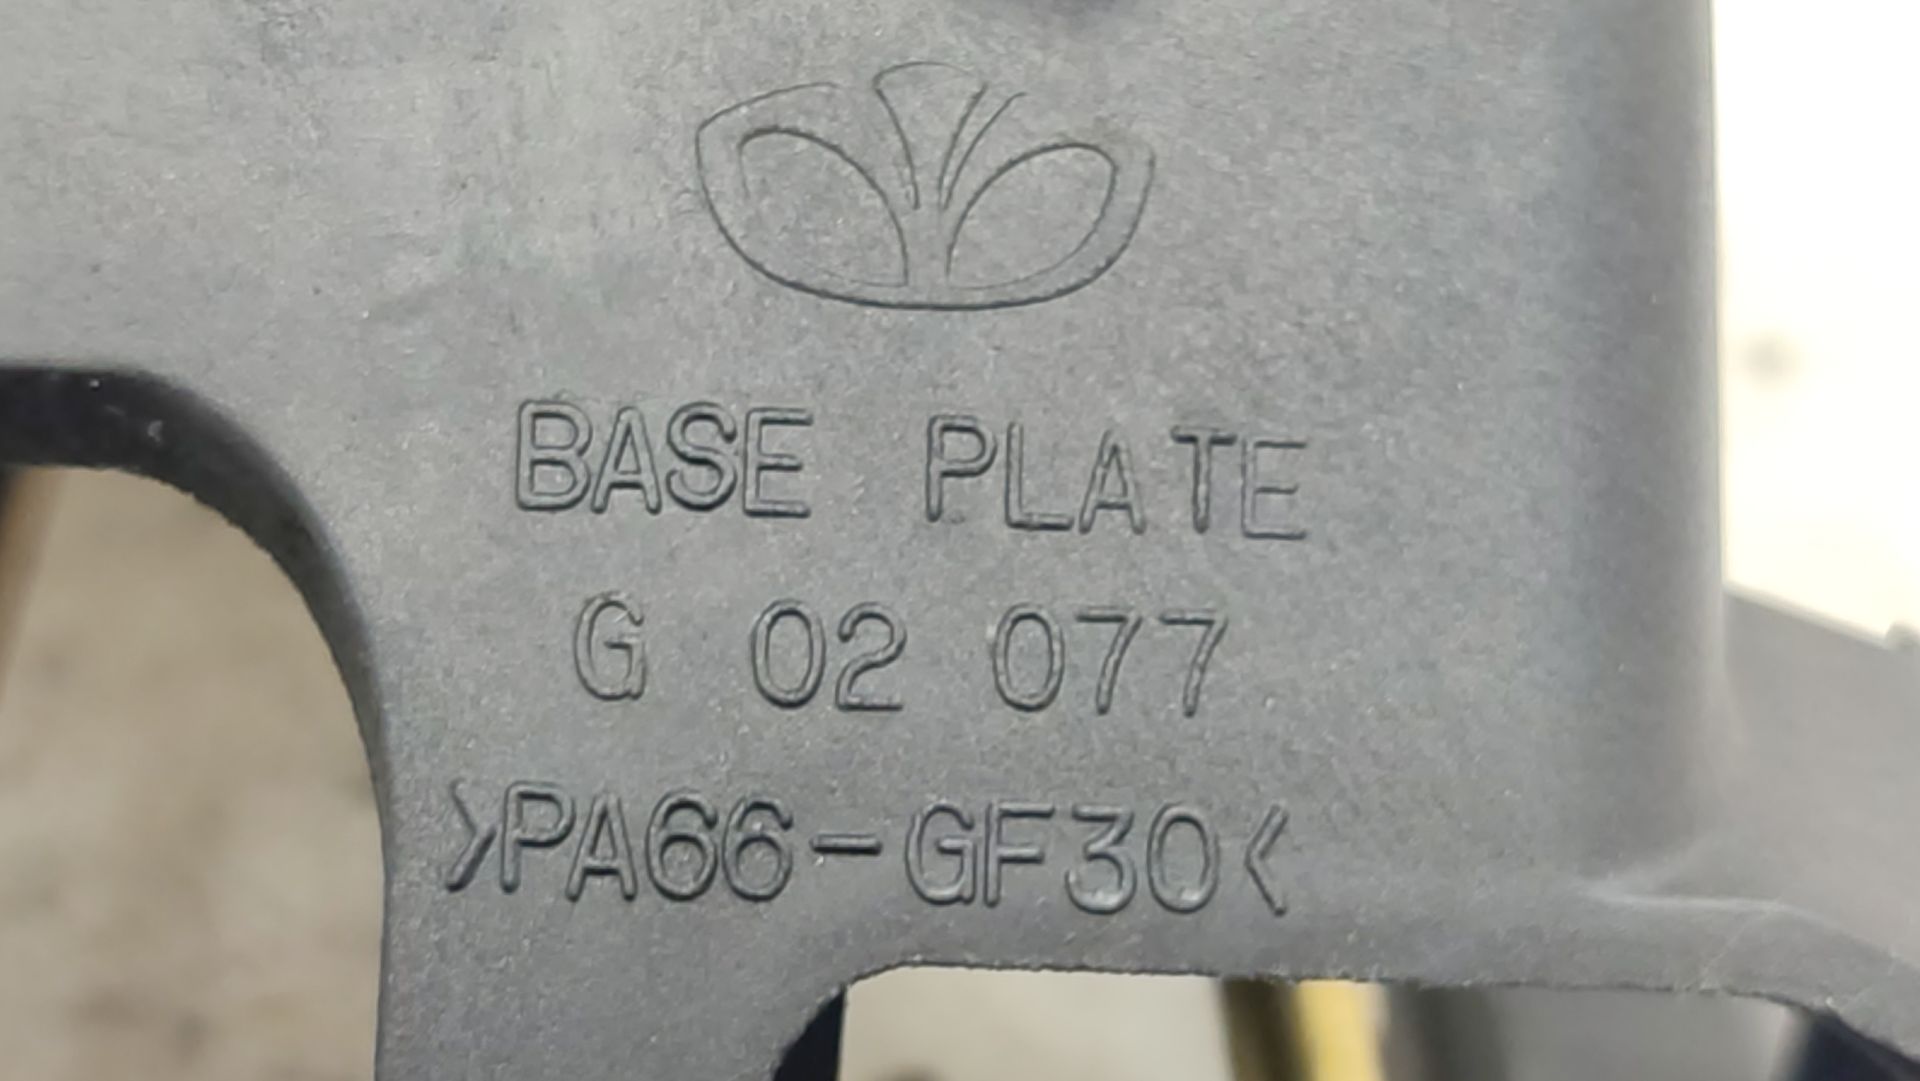 BASE PLATE
G 02 077
>PA66-GF30<